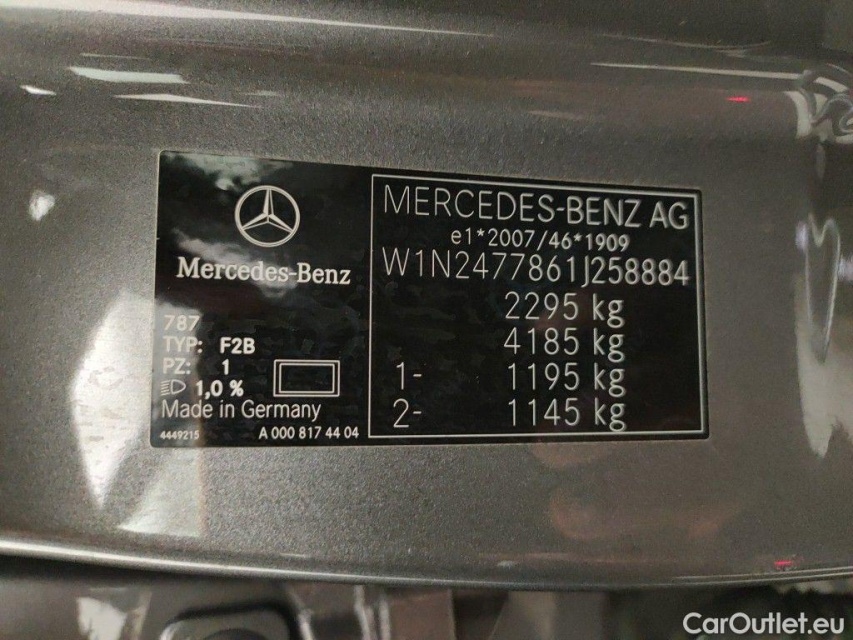 Mercedes-Benz
787
TYP: F2B
PZ: 1
1,0 %
Made in Germany
4449215 A 000 817 44 04
MERCEDES-BENZ AG
e1*2007/46*1909
W1N2477861J258884
2295 kg
4185 kg
1- 1195 kg
2- 1145 kg
CarOutlet.eu